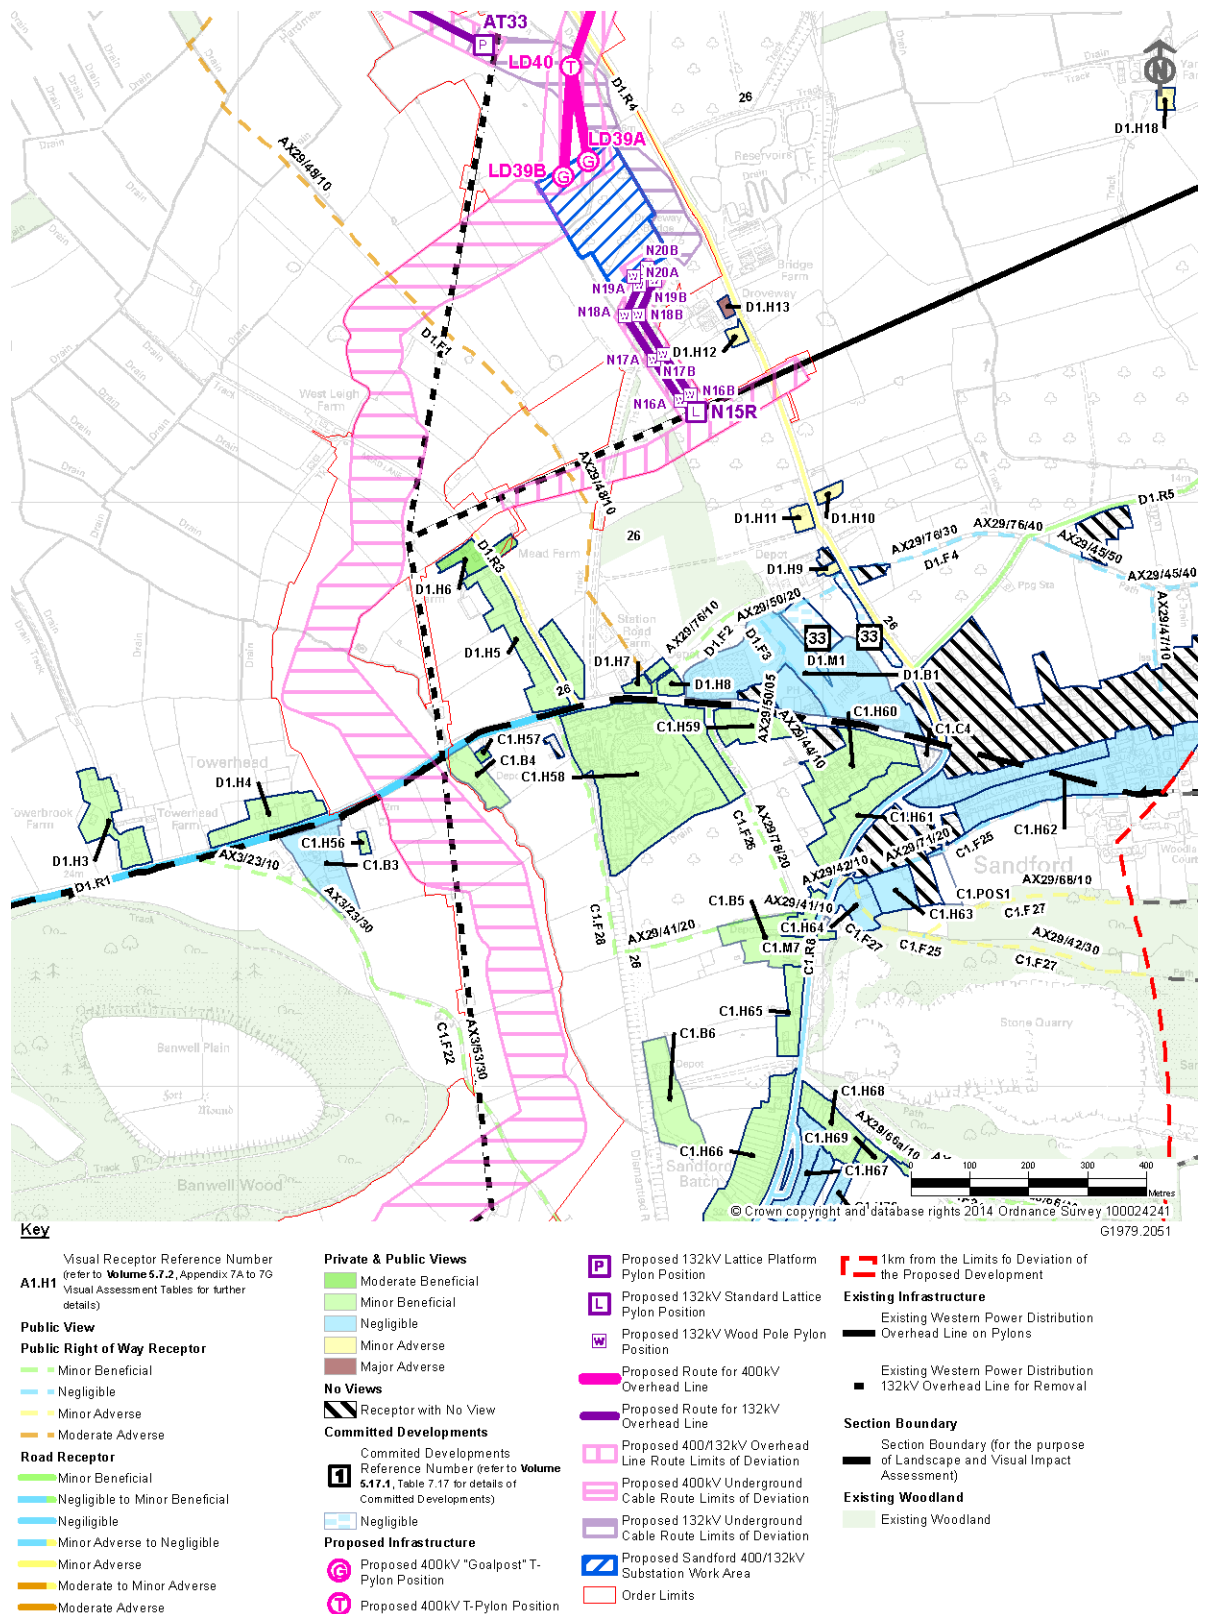 AT33
LD40
T
P
D1.R4
26
N
D1.H18
Reservoirs
LD39A
G
LD39B
G
AX29/48/10
N20B
N20A
N19A
N19B
N18A
N18B
Bridge Farm
Droveway
D1.H13
D1.H12
D1.F1
N17A
N17B
N16B
N16A
L
N15R
West Leigh Farm
AX29/48/10
D1.R5
D1.H11
D1.H10
AX29/76/30
AX29/76/40
26
Mead Farm
D1.R3
Depot
D1.F4
AX29/45/50
D1.H9
AX29/45/40
D1.H6
AX29/50/20
AX29/76/10
26
AX29/47/10
Station Road Farm
D1.F2
D1.F3
33
33
D1.H5
D1.H7
D1.M1
D1.H8
D1.B1
26
AX29/50/05
C1.H60
C1.H59
C1.C4
AX29/44/10
C1.H57
C1.B4
Depot
C1.H58
Towerhead
D1.H4
Towerhead Farm
D1.H3
24m
AX3/23/10
C1.H56
C1.B3
C1.H61
C1.H62
AX29/71/20
C1.F25
AX29/78/20
C1.F26
Sandford
AX29/42/10
AX29/68/10
D1.R1
Track
AX3/23/30
C1.POS1
C1.B5
AX29/41/10
C1.H63
C1.F27
C1.H64
C1.F28
AX29/41/20
C1.M7
C1.F27
C1.F25
AX29/42/30
C1.F27
26
C1.R8
Path
C1.H65
Stone Quarry
C1.F22
AX3/53/30
C1.B6
Depot
Banwell Plain
Fort
Mound
C1.H68
Path
AX29/66a/10
C1.H69
C1.H66
C1.H67
Track
Sandford Batch
Banwell Wood
0 100 200 300 400
Metres
© Crown copyright and database rights 2014 Ordnance Survey 100024241
G1979.2051
Key
A1.H1
Visual Receptor Reference Number
(refer to Volume 5.7.2, Appendix 7A to 7G
Visual Assessment Tables for further
details)
Public View
Public Right of Way Receptor
Minor Beneficial
Negligible
Minor Adverse
Moderate Adverse
Road Receptor
Minor Beneficial
Negligible to Minor Beneficial
Negiligible
Minor Adverse to Negligible
Minor Adverse
Moderate to Minor Adverse
Moderate Adverse
Private & Public Views
Moderate Beneficial
Minor Beneficial
Negligible
Minor Adverse
Major Adverse
No Views
Receptor with No View
Committed Developments
1
Commited Developments
Reference Number (refer to Volume
5.17.1, Table 7.17 for details of
Committed Developments)
Negligible
Proposed Infrastructure
G
Proposed 400kV "Goalpost" T-
Pylon Position
T
Proposed 400kV T-Pylon Position
P
Proposed 132kV Lattice Platform
Pylon Position
L
Proposed 132kV Standard Lattice
Pylon Position
W
Proposed 132kV Wood Pole Pylon
Position
Proposed Route for 400kV
Overhead Line
Proposed Route for 132kV
Overhead Line
Proposed 400/132kV Overhead
Line Route Limits of Deviation
Proposed 400kV Underground
Cable Route Limits of Deviation
Proposed 132kV Underground
Cable Route Limits of Deviation
Proposed Sandford 400/132kV
Substation Work Area
Order Limits
1km from the Limits fo Deviation of
the Proposed Development
Existing Infrastructure
Existing Western Power Distribution
Overhead Line on Pylons
Existing Western Power Distribution
132kV Overhead Line for Removal
Section Boundary
Section Boundary (for the purpose
of Landscape and Visual Impact
Assessment)
Existing Woodland
Existing Woodland